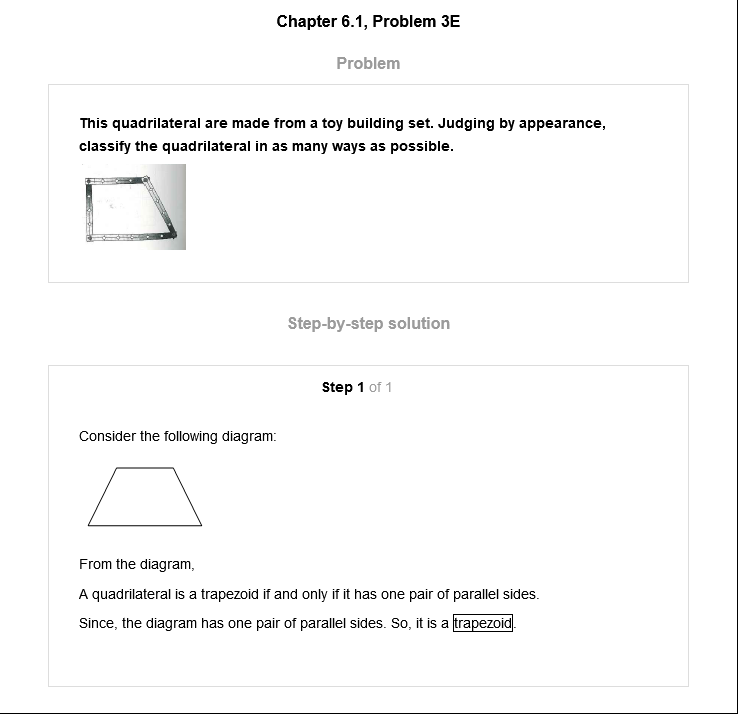 Chapter 6.1, Problem 3E
Problem
This quadrilateral are made from a toy building set. Judging by appearance,
classify the quadrilateral in as many ways as possible.
Step-by-step solution
Step 1 of 1
Consider the following diagram:
From the diagram,
A quadrilateral is a trapezoid if and only if it has one pair of parallel sides.
Since, the diagram has one pair of parallel sides. So, it is a trapezoid.